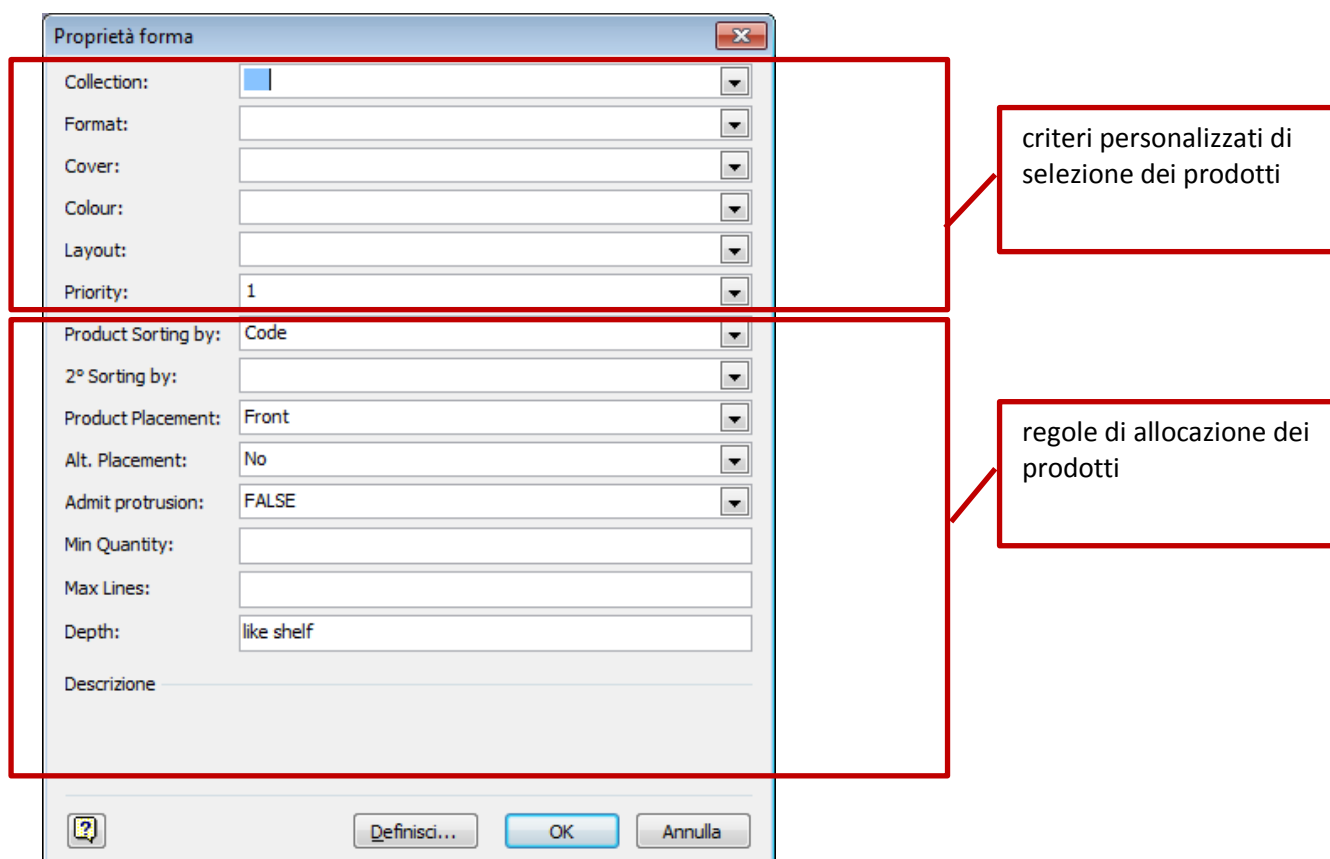 Proprietà forma
Collection:
Format:
Cover:
Colour:
Layout:
Priority: 1
criteri personalizzati di
selezione dei prodotti
Product Sorting by: Code
2° Sorting by:
Product Placement: Front
Alt. Placement: No
Admit protrusion: FALSE
Min Quantity:
Max Lines:
Depth: like shelf
Descrizione
regole di allocazione dei
prodotti
Definisci... OK Annulla